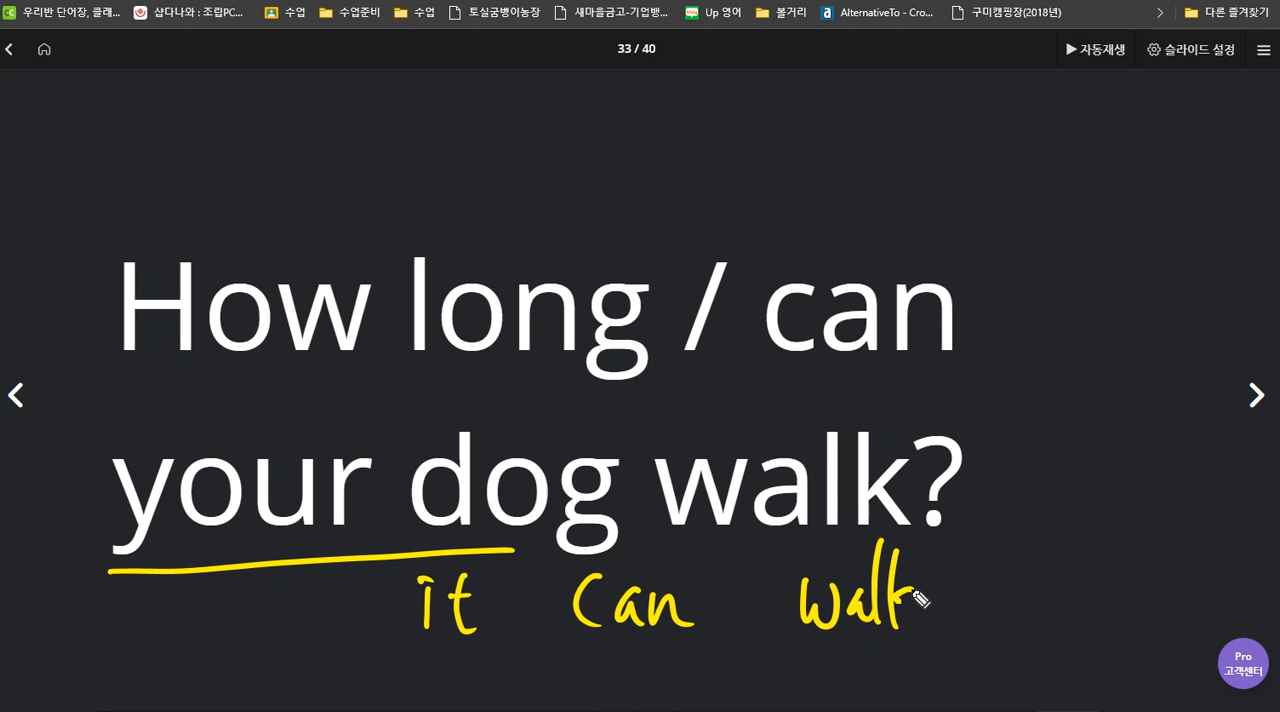 우리반 단어장, 클래... 샵다나와 : 조립PC... 수업 수업준비 수업 토실굼벵이농장 새마을금고-기업뱅... Up 영어 볼거리 AlternativeTo - Cro... 구미캠핑장(2018년) 다른 즐겨찾기
33 / 40 자동재생 슬라이드 설정
How long / can
your dog walk?
it can walk
Pro
고객센터